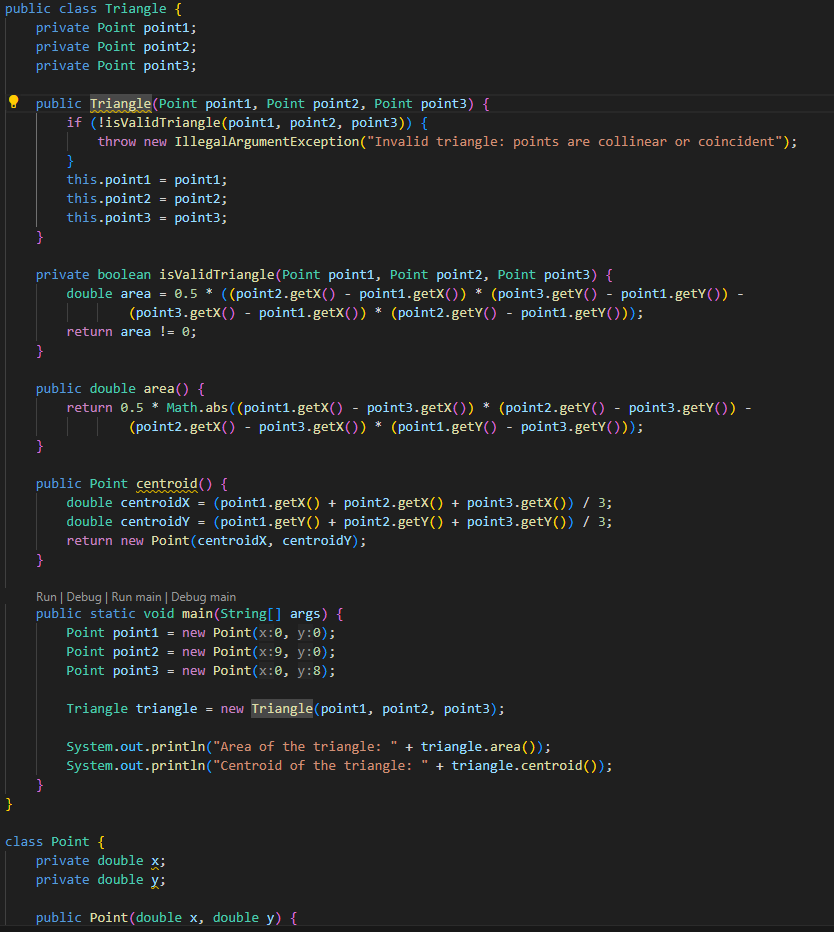 public class Triangle {
    private Point point1;
    private Point point2;
    private Point point3;

    public Triangle(Point point1, Point point2, Point point3) {
        if (!isValidTriangle(point1, point2, point3)) {
            throw new IllegalArgumentException("Invalid triangle: points are collinear or coincident");
        }
        this.point1 = point1;
        this.point2 = point2;
        this.point3 = point3;
    }

    private boolean isValidTriangle(Point point1, Point point2, Point point3) {
        double area = 0.5 * ((point2.getX() - point1.getX()) * (point3.getY() - point1.getY()) -
                (point3.getX() - point1.getX()) * (point2.getY() - point1.getY()));
        return area != 0;
    }

    public double area() {
        return 0.5 * Math.abs((point1.getX() - point3.getX()) * (point2.getY() - point3.getY()) -
                (point2.getX() - point3.getX()) * (point1.getY() - point3.getY()));
    }

    public Point centroid() {
        double centroidX = (point1.getX() + point2.getX() + point3.getX()) / 3;
        double centroidY = (point1.getY() + point2.getY() + point3.getY()) / 3;
        return new Point(centroidX, centroidY);
    }

    Run | Debug | Run main | Debug main
    public static void main(String[] args) {
        Point point1 = new Point(x:0, y:0);
        Point point2 = new Point(x:9, y:0);
        Point point3 = new Point(x:0, y:8);

        Triangle triangle = new Triangle(point1, point2, point3);

        System.out.println("Area of the triangle: " + triangle.area());
        System.out.println("Centroid of the triangle: " + triangle.centroid());
    }
}

class Point {
    private double x;
    private double y;

    public Point(double x, double y) {